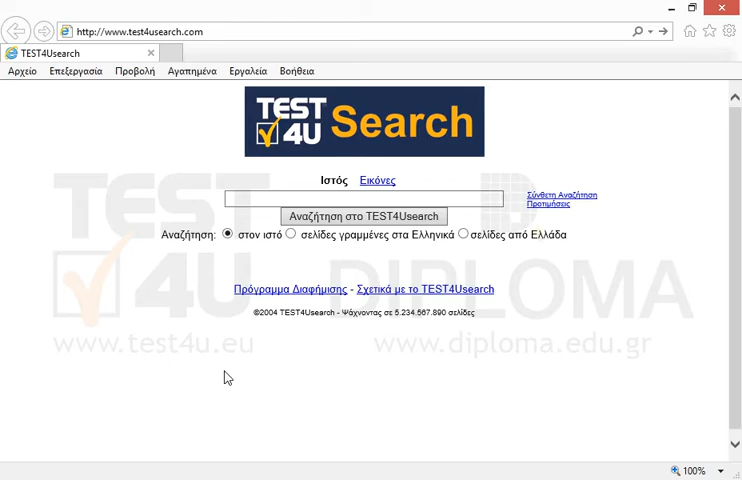 http://www.test4usearch.com
TEST4Usearch
Αρχείο Επεξεργασία Προβολή Αγαπημένα Εργαλεία Βοήθεια
TEST 4U Search
Ιστός Εικόνες
Σύνθετη Αναζήτηση
Προτιμήσεις
Αναζήτηση στο TEST4Usearch
Αναζήτηση: στον ιστό σελίδες γραμμένες στα Ελληνικά σελίδες από Ελλάδα
Πρόγραμμα Διαφήμισης - Σχετικά με το TEST4Usearch
©2004 TEST4Usearch - Ψάχνοντας σε 5.234.567.890 σελίδες
TEST 4U DIPLOMA
www.test4u.eu www.diploma.edu.gr
100%